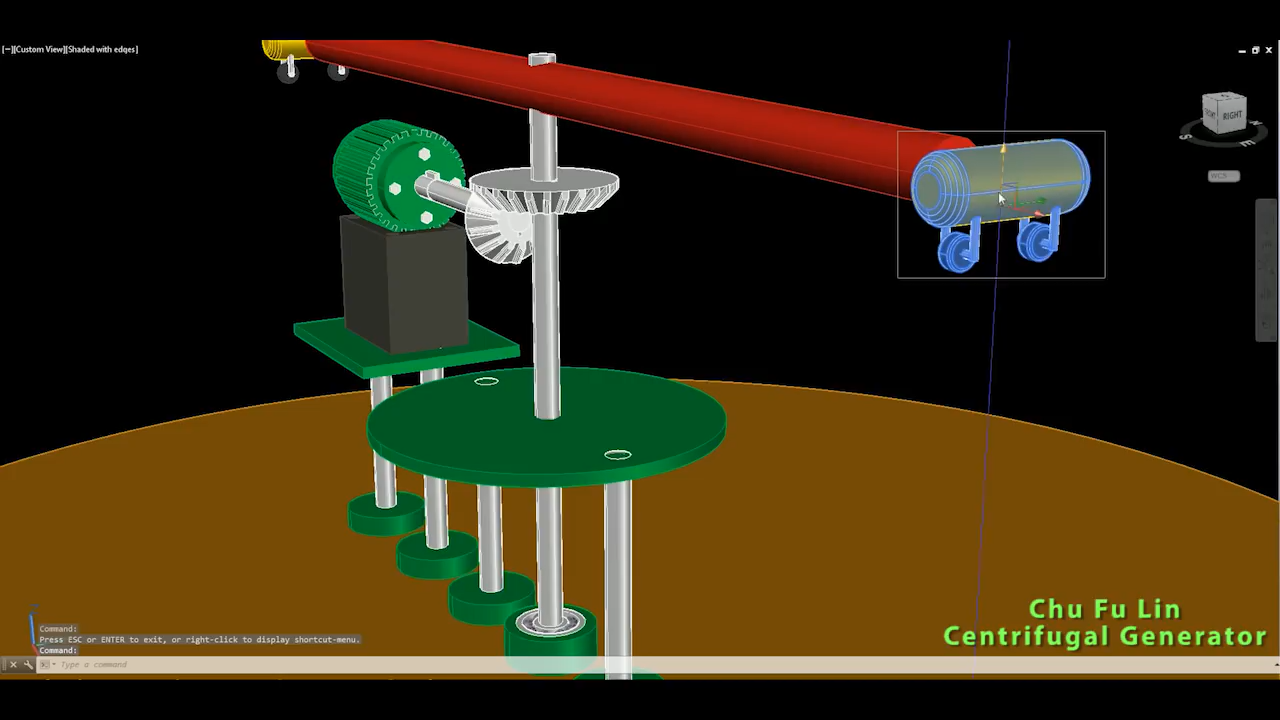 [−][Custom View][Shaded with edges]
RIGHT
FRONT
S
E
WCS
Command:
Press ESC or ENTER to exit, or right-click to display shortcut-menu.
Command:
Type a command
Chu Fu Lin
Centrifugal Generator